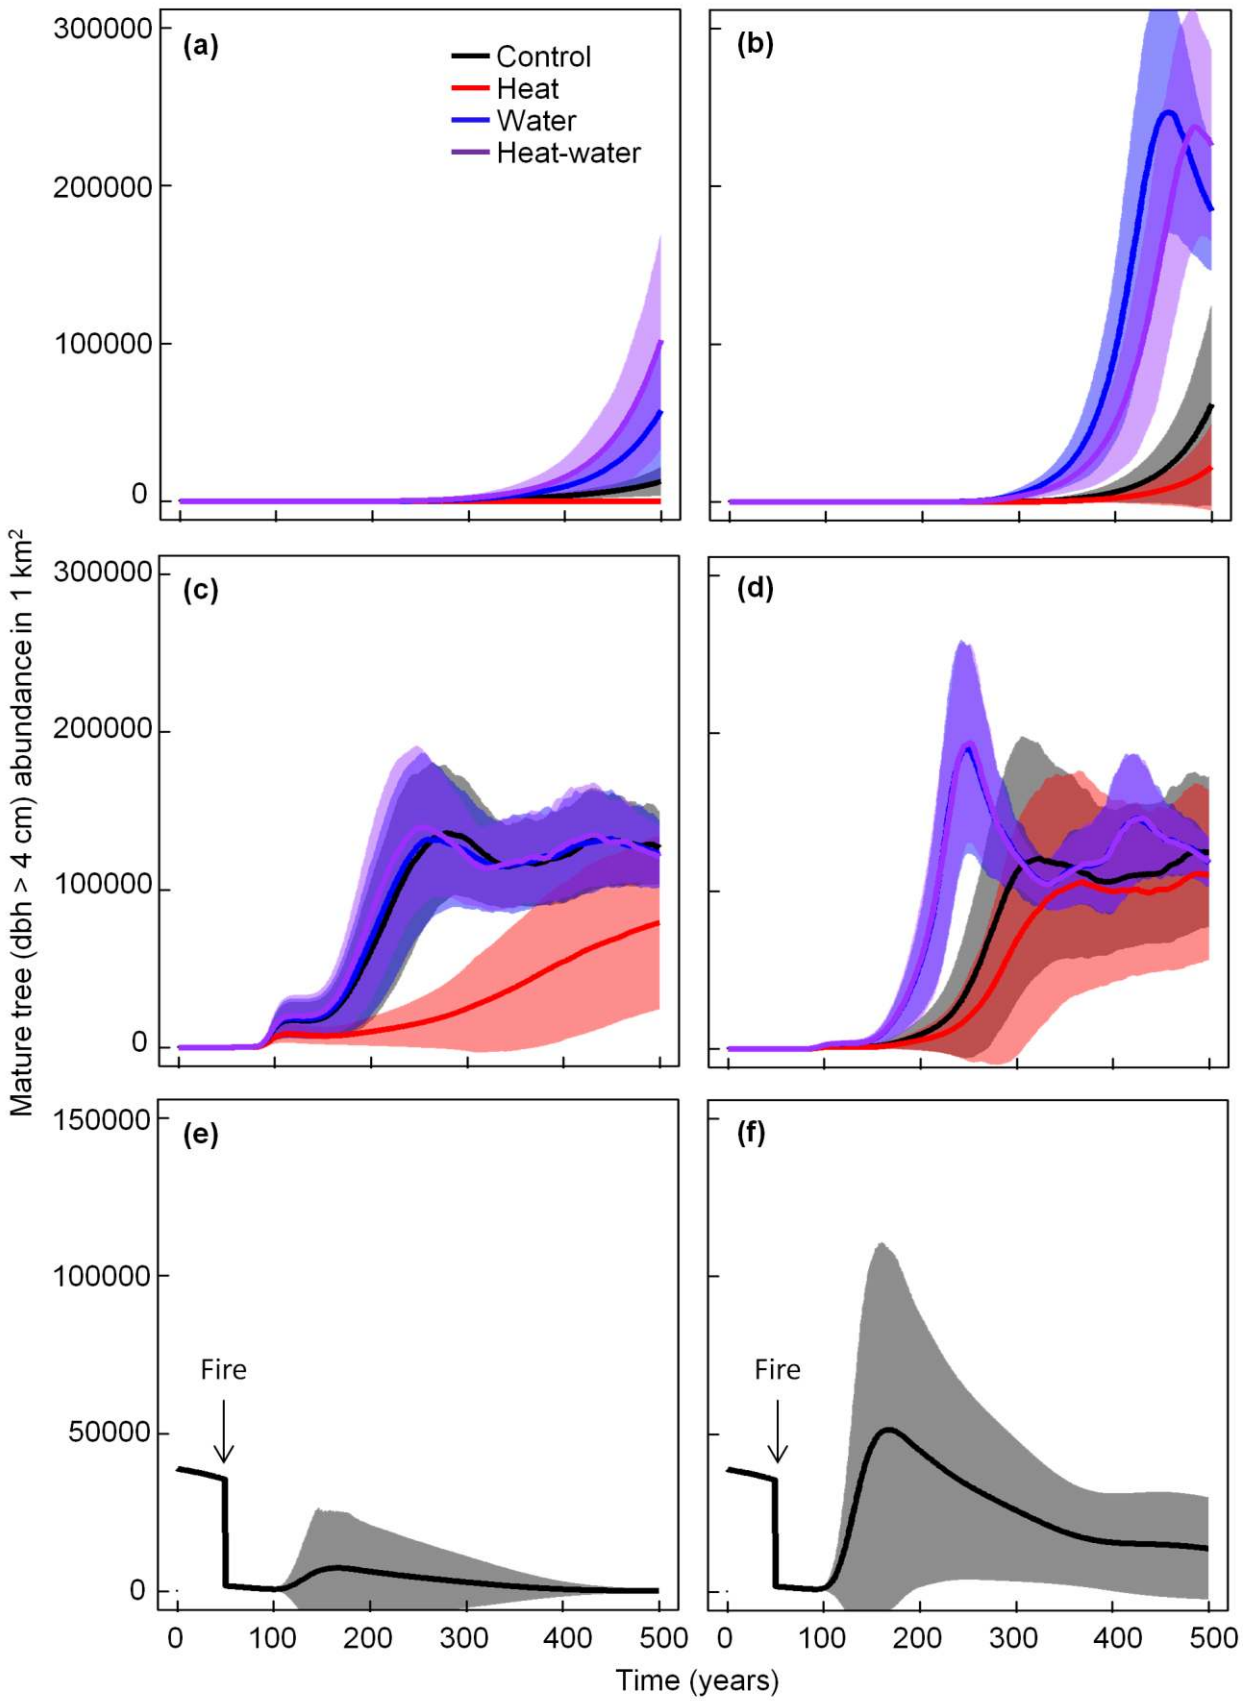 300000
200000
100000
0
(a)
Control
Heat
Water
Heat-water
(b)
300000
200000
100000
0
(c)
(d)
Mature tree (dbh > 4 cm) abundance in 1 km²
150000
100000
50000
0
(e)
Fire
(f)
Fire
0 100 200 300 400 500
0 100 200 300 400 500
Time (years)